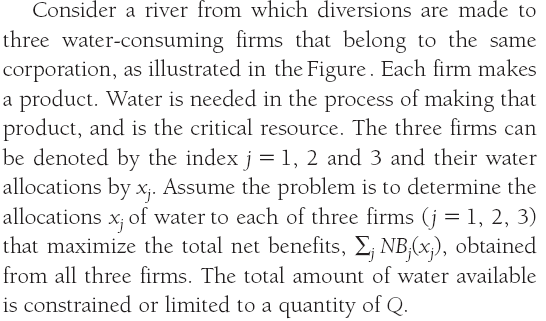 Consider a river from which diversions are made to
three water-consuming firms that belong to the same
corporation, as illustrated in the Figure. Each firm makes
a product. Water is needed in the process of making that
product, and is the critical resource. The three firms can
be denoted by the index j = 1, 2 and 3 and their water
allocations by xj. Assume the problem is to determine the
allocations xj of water to each of three firms (j = 1, 2, 3)
that maximize the total net benefits, ∑j NBj(xj), obtained
from all three firms. The total amount of water available
is constrained or limited to a quantity of Q.